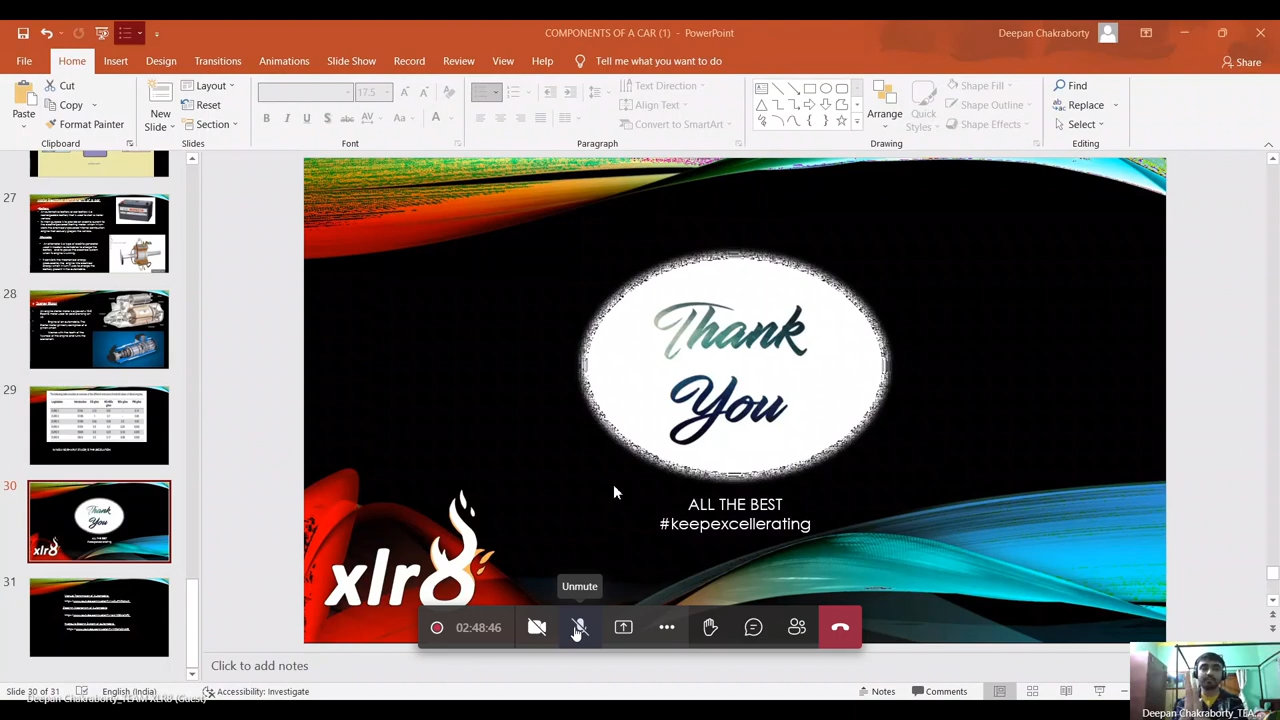 COMPONENTS OF A CAR (1) - PowerPoint
Deepan Chakraborty
File Home Insert Design Transitions Animations Slide Show Record Review View Help Tell me what you want to do
Share
Paste
Cut
Copy
Format Painter
Clipboard
New Slide
Layout
Reset
Section
Slides
17.5
Font
Text Direction
Align Text
Convert to SmartArt
Paragraph
Arrange
Quick Styles
Shape Fill
Shape Outline
Shape Effects
Drawing
Find
Replace
Select
Editing
27
28
29
30
31
Thank
You
ALL THE BEST
#keepexcellerating
xlr8
Unmute
02:48:46
Click to add notes
Slide 30 of 31
English (India)
Accessibility: Investigate
Notes
Comments
Deepan Chakraborty_TEAM XLR8 (Guest)
Deepan Chakraborty_TEA...